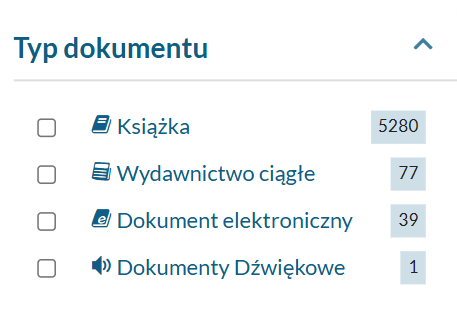 Typ dokumentu
Książka 5280
Wydawnictwo ciągłe 77
Dokument elektroniczny 39
Dokumenty Dźwiękowe 1